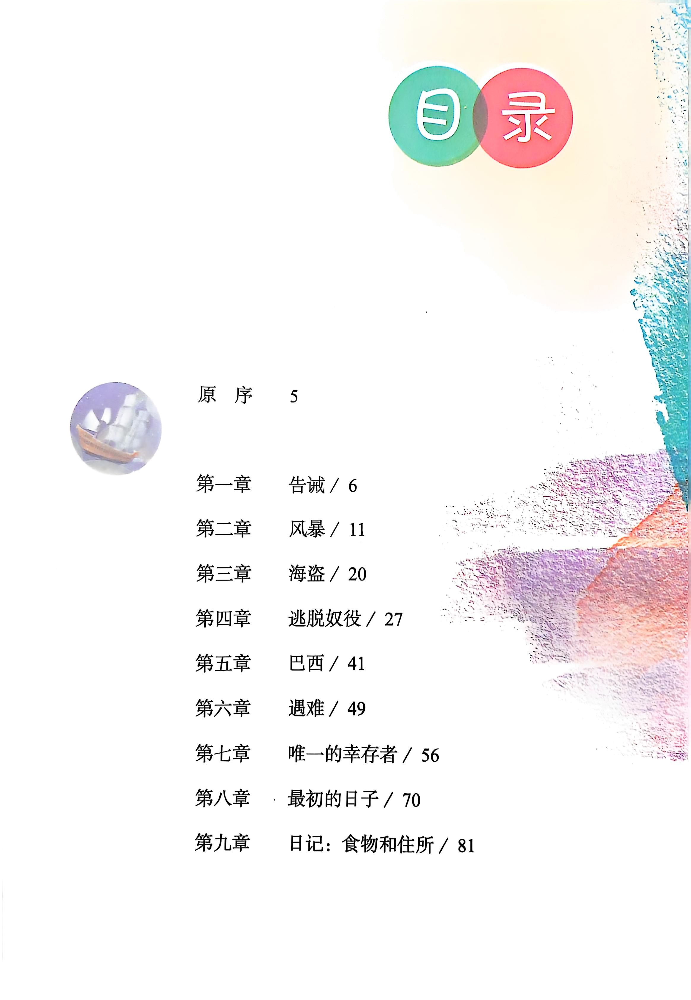 目录
原 序 5
第一章 告诫 / 6
第二章 风暴 / 11
第三章 海盗 / 20
第四章 逃脱奴役 / 27
第五章 巴西 / 41
第六章 遇难 / 49
第七章 唯一的幸存者 / 56
第八章 最初的日子 / 70
第九章 日记：食物和住所 / 81